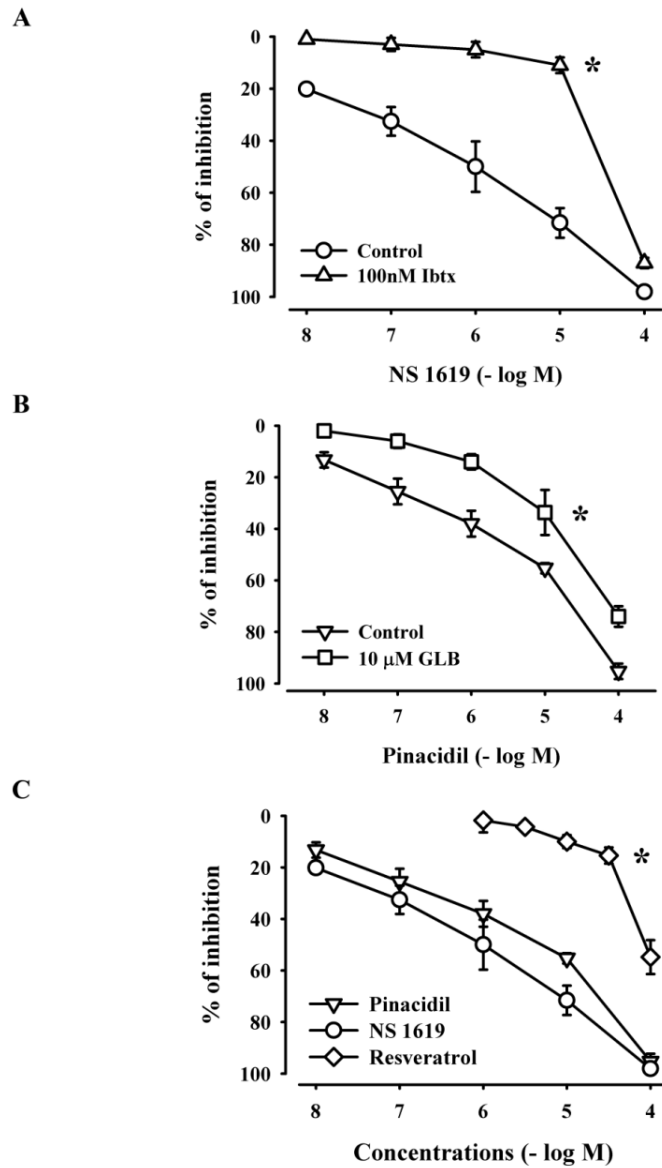 A
0
20
40
60
80
100
% of inhibition
*
Control
100nM Ibtx
8 7 6 5 4
NS 1619 (- log M)
B
0
20
40
60
80
100
% of inhibition
*
Control
10 μM GLB
8 7 6 5 4
Pinacidil (- log M)
C
0
20
40
60
80
100
% of inhibition
*
Pinacidil
NS 1619
Resveratrol
8 7 6 5 4
Concentrations (- log M)